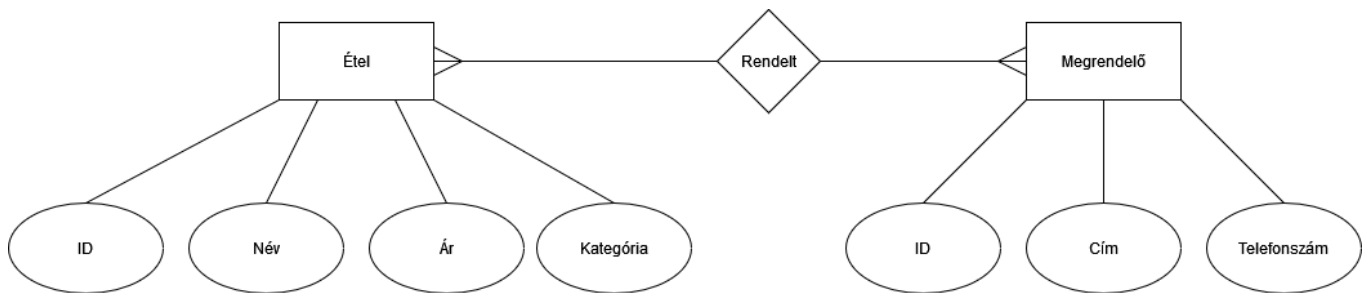 Étel
Rendelt
Megrendelő
ID
Név
Ár
Kategória
ID
Cím
Telefonszám